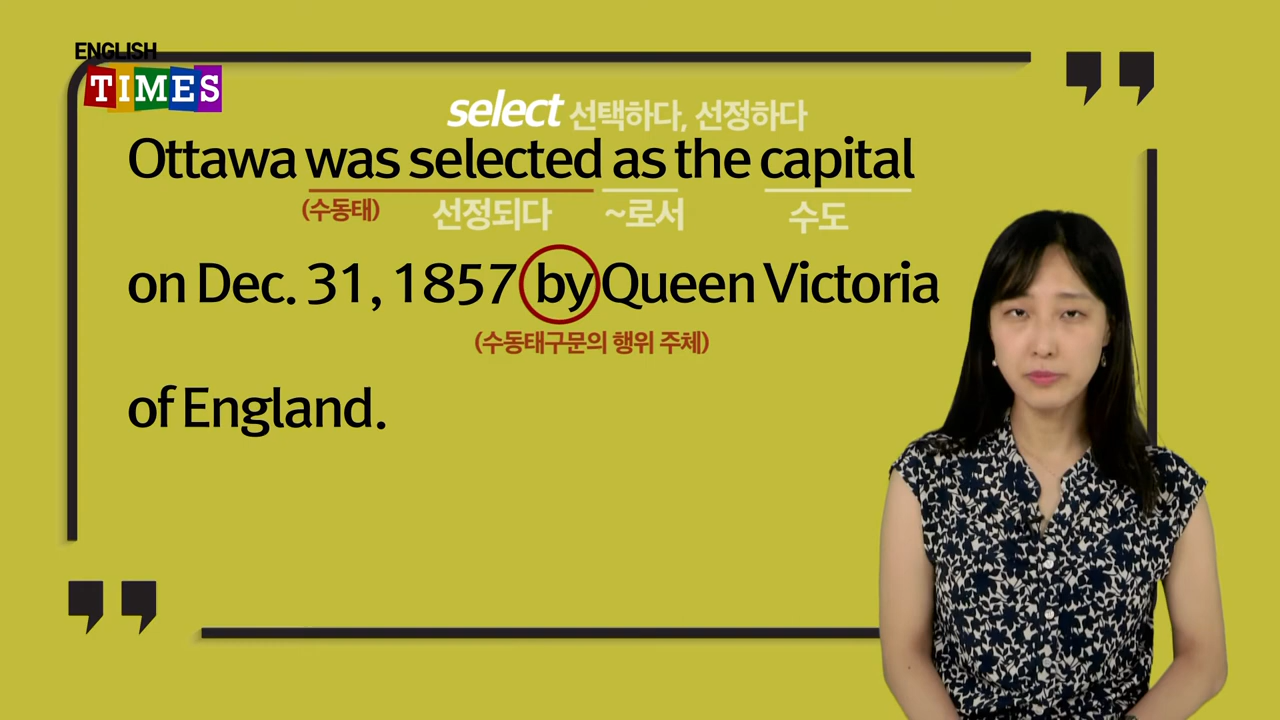 ENGLISH
TIMES
select 선택하다, 선정하다
Ottawa was selected as the capital
(수동태) 선정되다 ~로서 수도
on Dec. 31, 1857 by Queen Victoria
(수동태구문의 행위 주체)
of England.